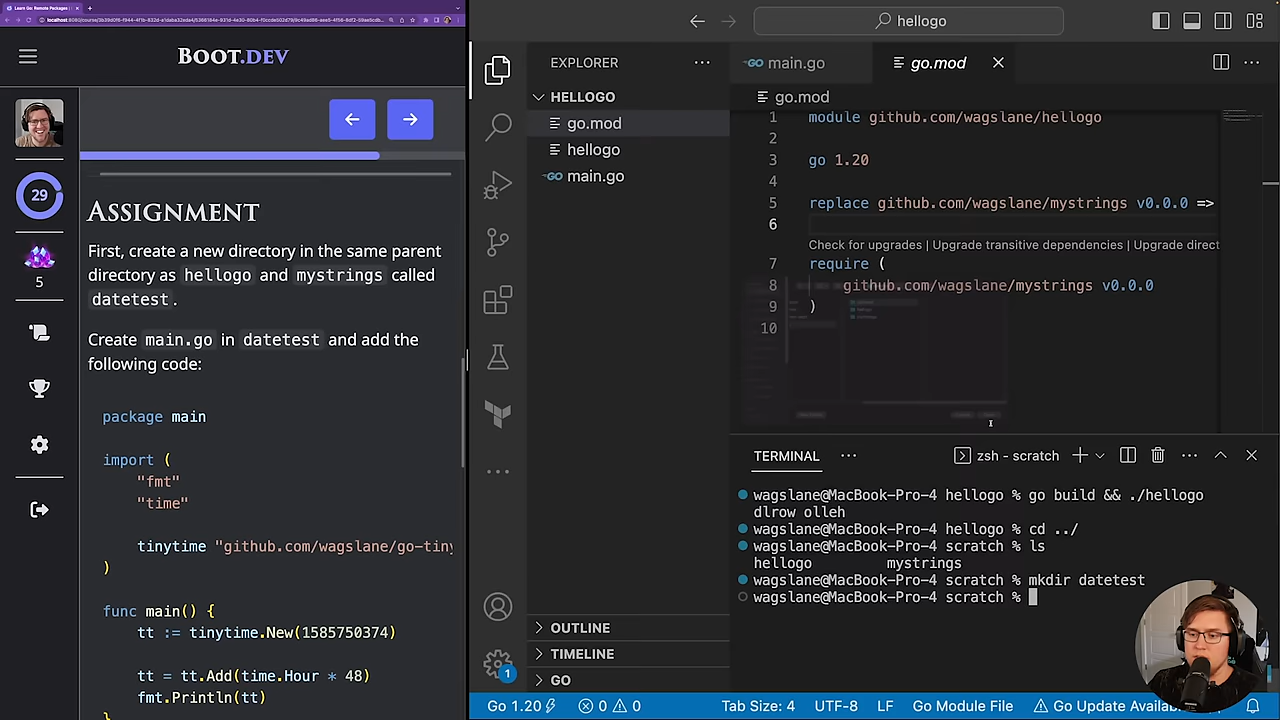 Learn Go: Remote Packages
BOOT.DEV
29
5
ASSIGNMENT
First, create a new directory in the same parent
directory as hellogo and mystrings called
datetest.
Create main.go in datetest and add the
following code:
package main
import (
"fmt"
"time"
tinytime "github.com/wagslane/go-tiny
)
func main() {
tt := tinytime.New(1585750374)
tt = tt.Add(time.Hour * 48)
fmt.Println(tt)
}
hellogo
EXPLORER
HELLOGO
go.mod
hellogo
main.go
OUTLINE
TIMELINE
GO
1
main.go
go.mod
go.mod
1 module github.com/wagslane/hellogo
2
3 go 1.20
4
5 replace github.com/wagslane/mystrings v0.0.0 =>
6
Check for upgrades | Upgrade transitive dependencies | Upgrade direct
7 require (
8 github.com/wagslane/mystrings v0.0.0
9 )
10
TERMINAL
zsh - scratch
wagslane@MacBook-Pro-4 hellogo % go build && ./hellogo
dlrow olleh
wagslane@MacBook-Pro-4 hellogo % cd ../
wagslane@MacBook-Pro-4 scratch % ls
hellogo mystrings
wagslane@MacBook-Pro-4 scratch % mkdir datetest
wagslane@MacBook-Pro-4 scratch %
Go 1.20
0 0
Tab Size: 4
UTF-8
LF
Go Module File
Go Update Availab